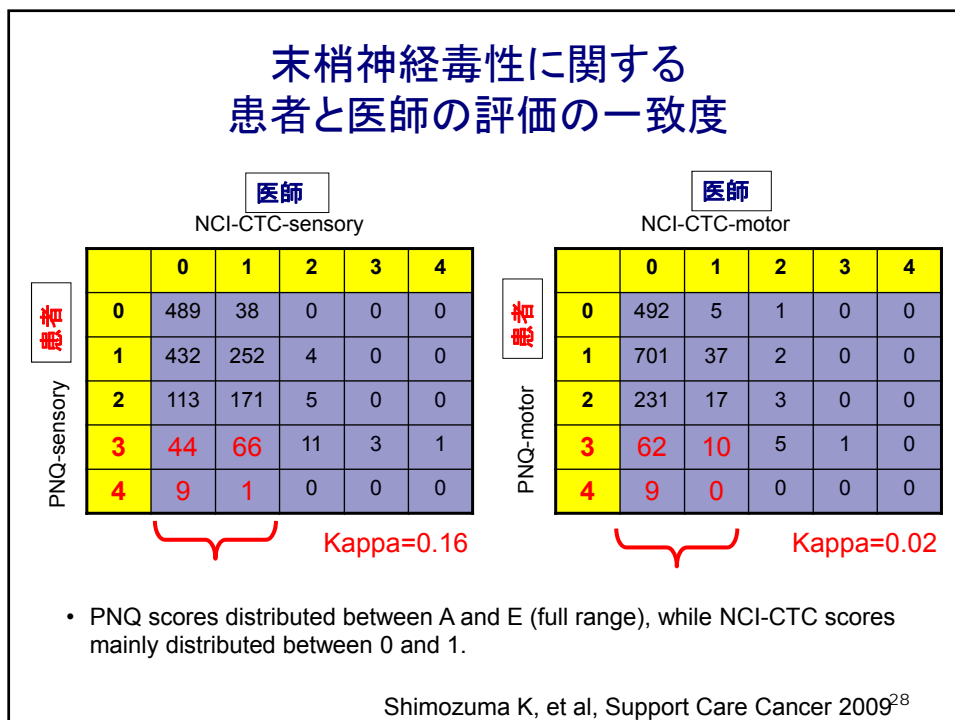 末梢神経毒性に関する
患者と医師の評価の一致度
医師
NCI-CTC-sensory
患者
PNQ-sensory
0 1 2 3 4
0 489 38 0 0 0
1 432 252 4 0 0
2 113 171 5 0 0
3 44 66 11 3 1
4 9 1 0 0 0
Kappa=0.16
医師
NCI-CTC-motor
患者
PNQ-motor
0 1 2 3 4
0 492 5 1 0 0
1 701 37 2 0 0
2 231 17 3 0 0
3 62 10 5 1 0
4 9 0 0 0 0
Kappa=0.02
• PNQ scores distributed between A and E (full range), while NCI-CTC scores
mainly distributed between 0 and 1.
Shimozuma K, et al, Support Care Cancer 2009
28